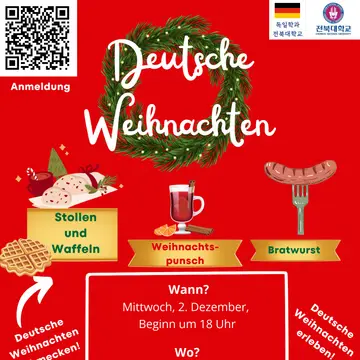 Anmeldung
독일학과
전북대학교
전북대학교
Deutsche
Weihnachten
Stollen
und
Waffeln
Weihnachts-
punsch
Bratwurst
Wann?
Mittwoch, 2. Dezember,
Beginn um 18 Uhr
Wo?
Deutsche
Weihnachten
Deutsche
Weihnachten
erleben!